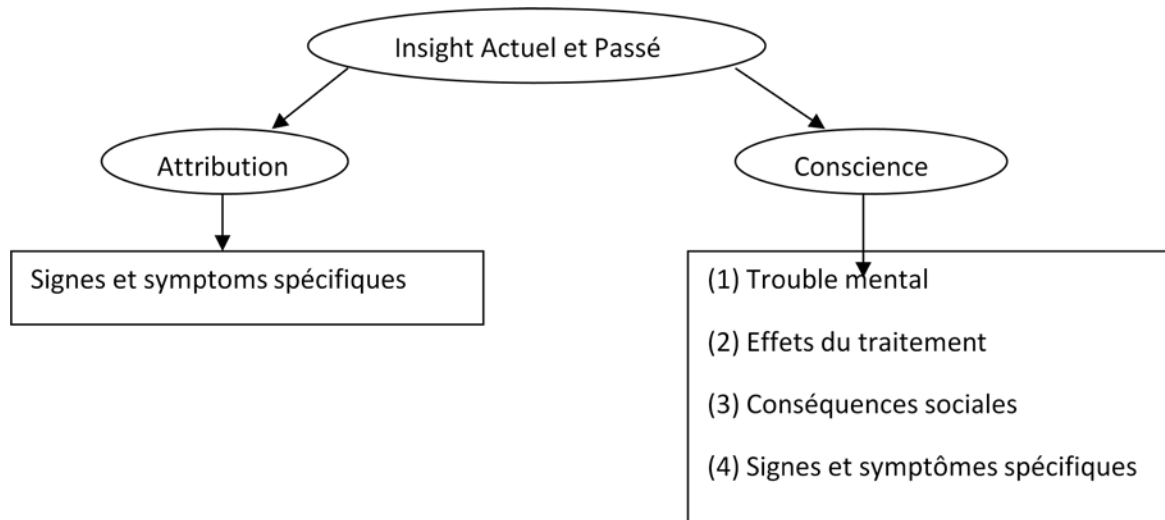 Insight Actuel et Passé
Attribution
Conscience
Signes et symptoms spécifiques
(1) Trouble mental
(2) Effets du traitement
(3) Conséquences sociales
(4) Signes et symptômes spécifiques